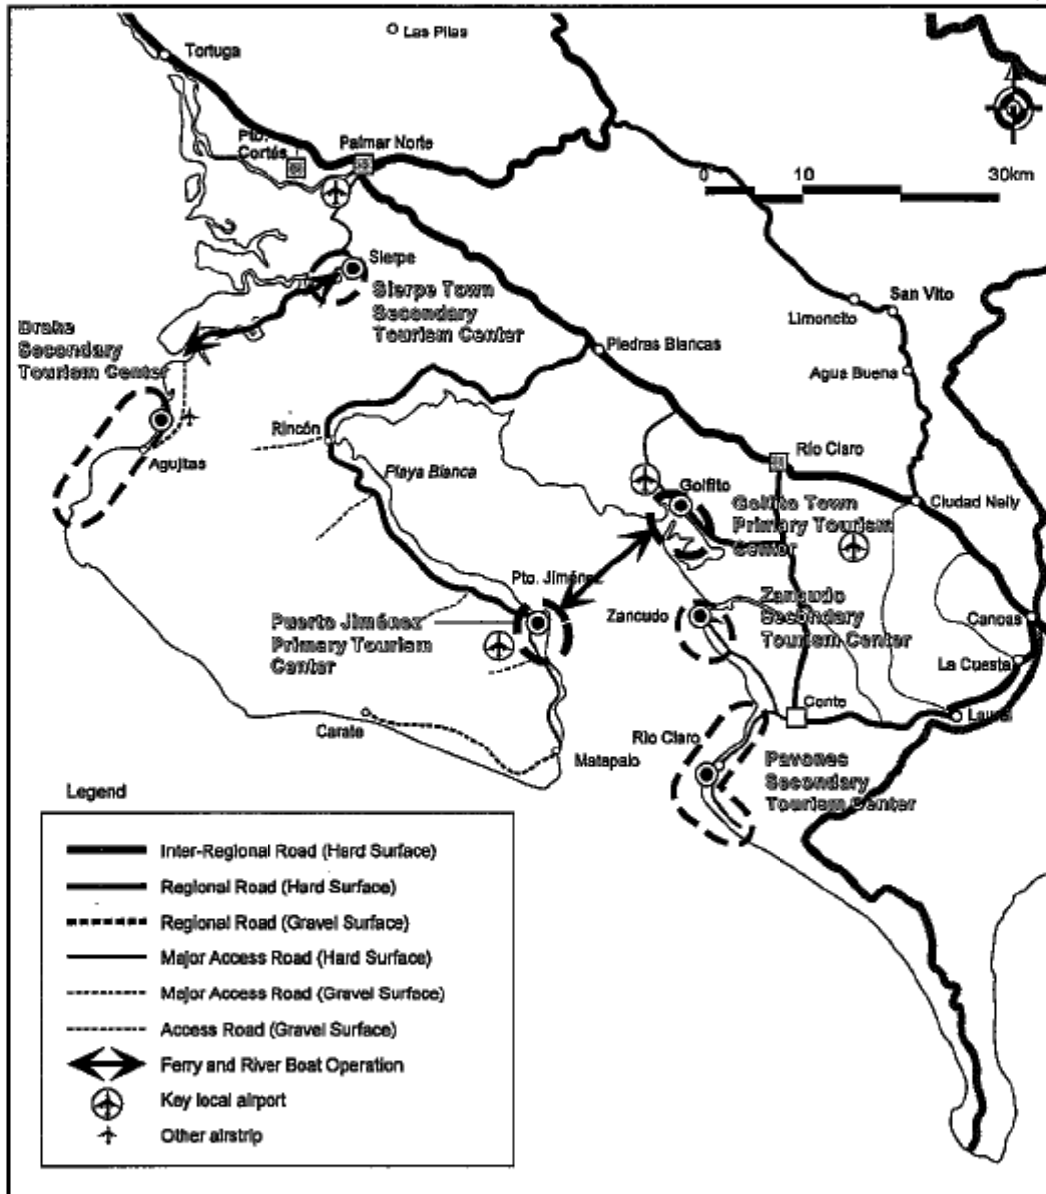 Las Pilas
Tortuga
Pto.
Cortés
Palmar Norte
0 10 30km
Sierpe
Sierpe Town
Secondary
Tourism Center
San Vito
Limoncito
Drake
Secondary
Tourism Center
Piedras Blancas
Agua Buena
Rincón
Agujitas
Playa Blanca
Río Claro
Golfito
Ciudad Neily
Golfito Town
Primary Tourism
Center
Pto. Jiménez
Puerto Jiménez
Primary Tourism
Center
Zancudo
Zancudo
Secondary
Tourism Center
Canoas
La Cuesta
Conte
Laurel
Carate
Matapalo
Río Claro
Pavones
Secondary
Tourism Center
Legend
Inter-Regional Road (Hard Surface)
Regional Road (Hard Surface)
Regional Road (Gravel Surface)
Major Access Road (Hard Surface)
Major Access Road (Gravel Surface)
Access Road (Gravel Surface)
Ferry and River Boat Operation
Key local airport
Other airstrip